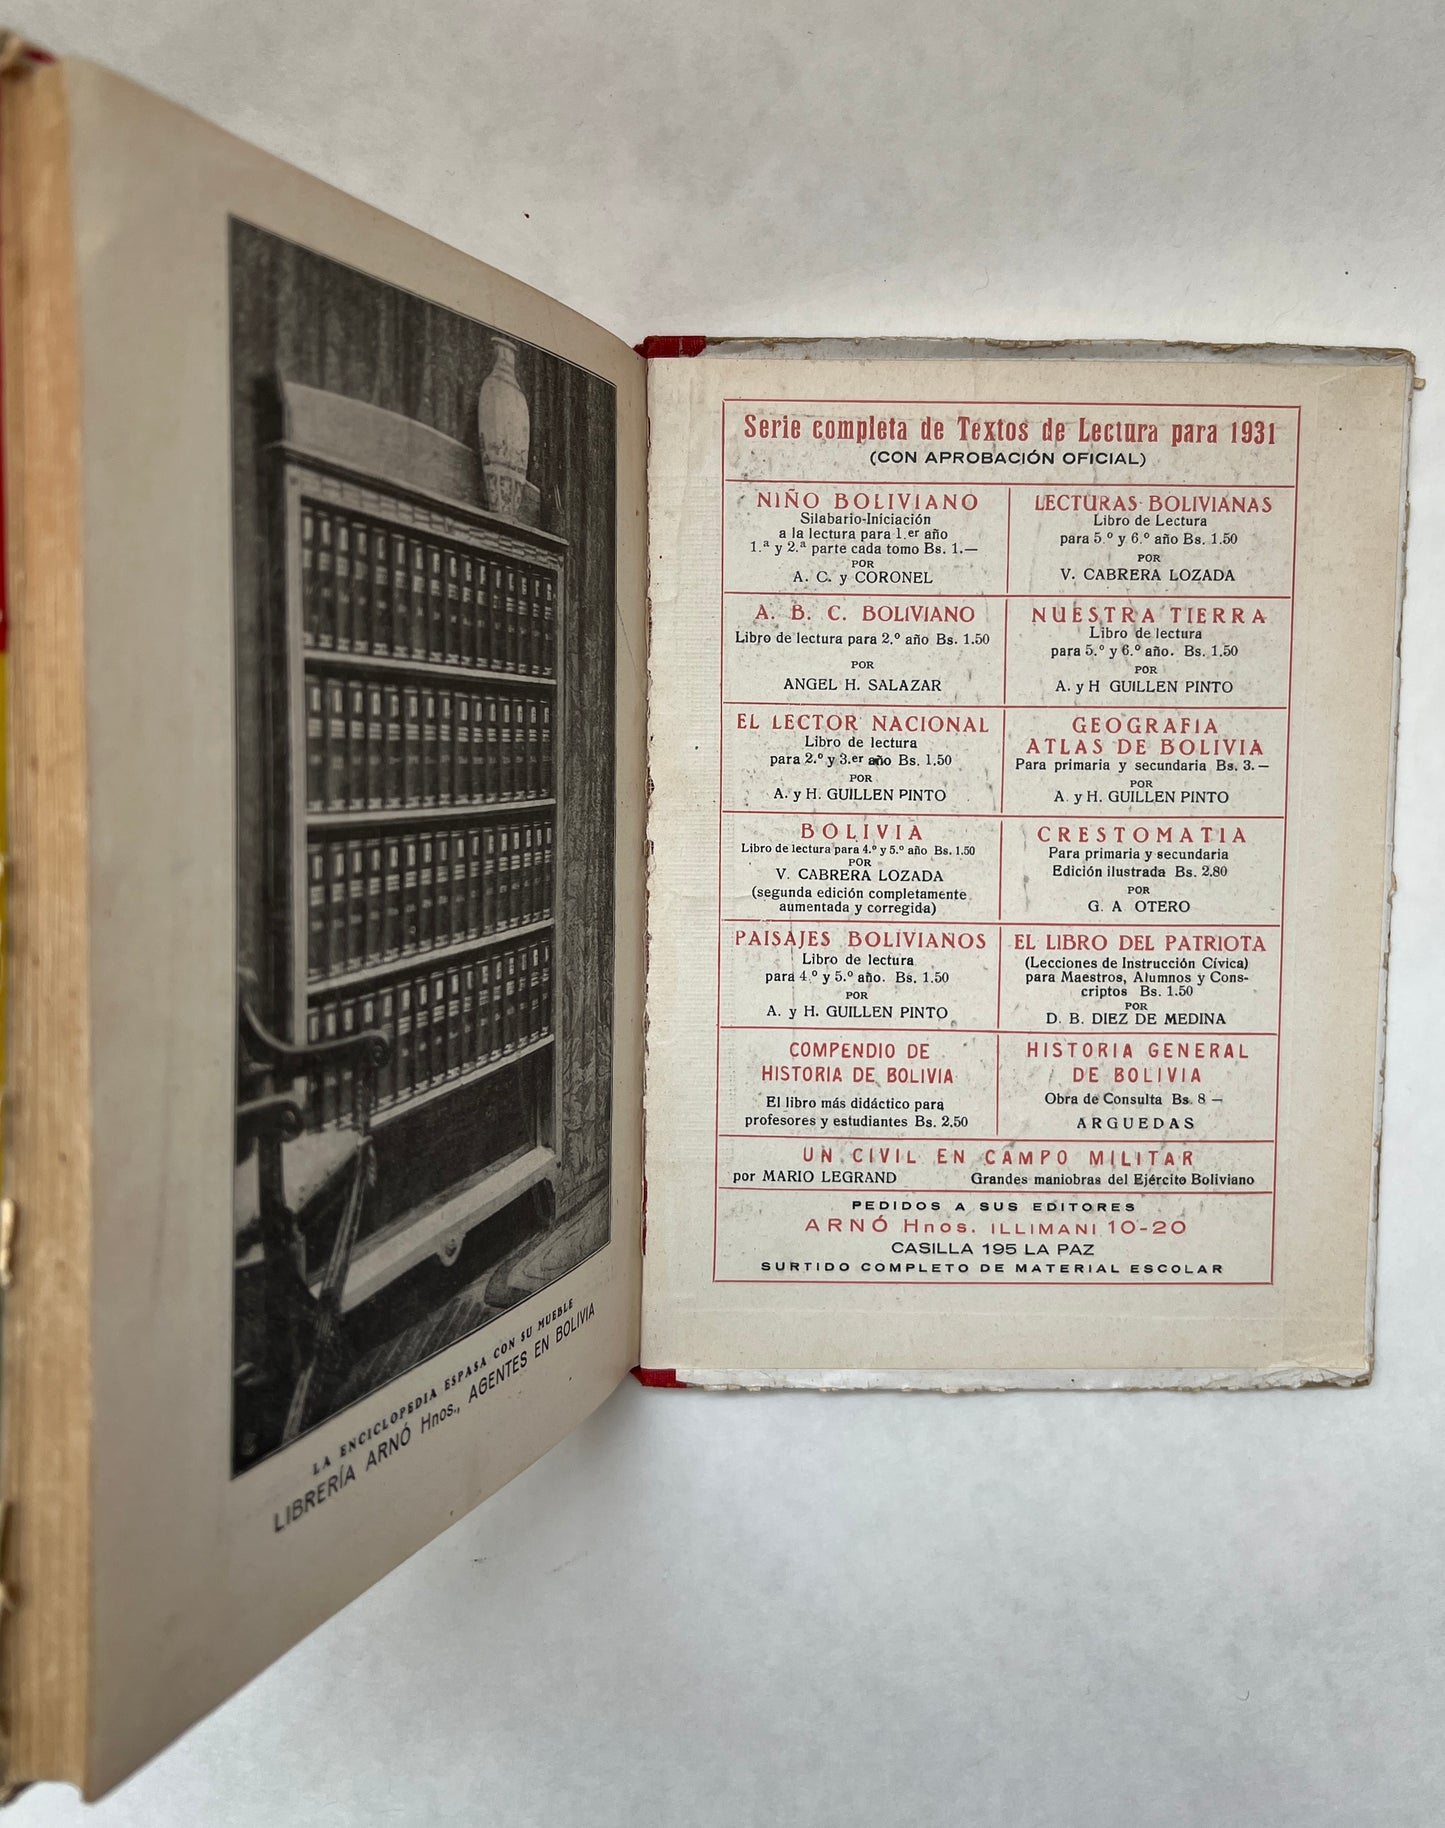 LA ENCICLOPEDIA ESPASA CON SU MUEBLE
LIBRERÍA ARNÓ Hnos., AGENTES EN BOLIVIA
Serie completa de Textos de Lectura para 1931
(CON APROBACIÓN OFICIAL)
NIÑO BOLIVIANO
Silabario-Iniciación
a la lectura para 1.er año
1.ª y 2.ª parte cada tomo Bs. 1.—
POR
A. C. y CORONEL
LECTURAS BOLIVIANAS
Libro de Lectura
para 5.º y 6.º año Bs. 1.50
POR
V. CABRERA LOZADA
A. B. C. BOLIVIANO
Libro de lectura para 2.º año Bs. 1.50
POR
ANGEL H. SALAZAR
NUESTRA TIERRA
Libro de lectura
para 5.º y 6.º año. Bs. 1.50
POR
A. y H GUILLEN PINTO
EL LECTOR NACIONAL
Libro de lectura
para 2.º y 3.er año Bs. 1.50
POR
A. y H. GUILLEN PINTO
GEOGRAFIA
ATLAS DE BOLIVIA
Para primaria y secundaria Bs. 3.—
POR
A. y H. GUILLEN PINTO
BOLIVIA
Libro de lectura para 4.º y 5.º año Bs. 1.50
POR
V. CABRERA LOZADA
(segunda edición completamente
aumentada y corregida)
CRESTOMATIA
Para primaria y secundaria
Edición ilustrada Bs. 2.80
POR
G. A OTERO
PAISAJES BOLIVIANOS
Libro de lectura
para 4.º y 5.º año. Bs. 1.50
POR
A. y H. GUILLEN PINTO
EL LIBRO DEL PATRIOTA
(Lecciones de Instrucción Cívica)
para Maestros, Alumnos y Cons-
criptos Bs. 1.50
POR
D. B. DIEZ DE MEDINA
COMPENDIO DE
HISTORIA DE BOLIVIA
El libro más didáctico para
profesores y estudiantes Bs. 2.50
HISTORIA GENERAL
DE BOLIVIA
Obra de Consulta Bs. 8 —
ARGUEDAS
UN CIVIL EN CAMPO MILITAR
por MARIO LEGRAND Grandes maniobras del Ejército Boliviano
PEDIDOS A SUS EDITORES
ARNÓ Hnos. ILLIMANI 10-20
CASILLA 195 LA PAZ
SURTIDO COMPLETO DE MATERIAL ESCOLAR